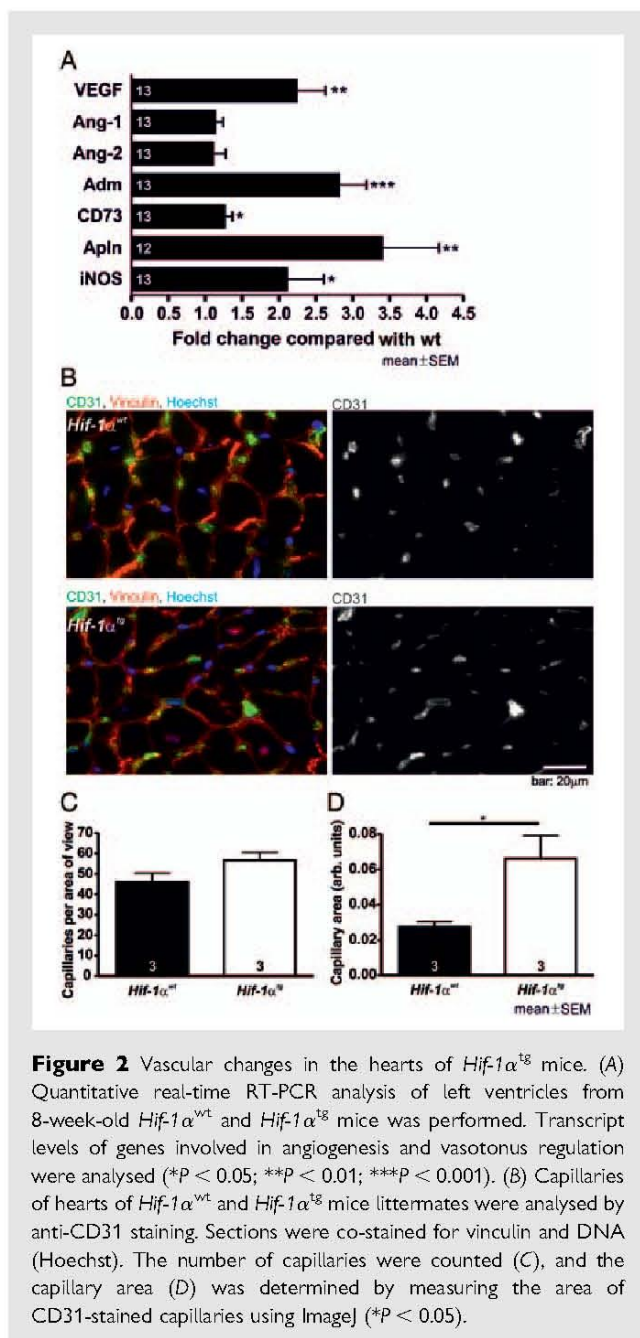 A
VEGF 13 **
Ang-1 13
Ang-2 13
Adm 13 ***
CD73 13 *
Apln 12 **
iNOS 13 *
0.0 0.5 1.0 1.5 2.0 2.5 3.0 3.5 4.0 4.5
Fold change compared with wt
mean±SEM
B
CD31, Vinculin, Hoechst CD31
Hif-1α^wt
CD31, Vinculin, Hoechst CD31
Hif-1α^tg
bar: 20μm
C
Capillaries per area of view
70
60
50
40
30
20
10
0
3 3
Hif-1α^wt Hif-1α^tg
D
Capillary area (arb. units)
*
0.08
0.06
0.04
0.02
0.00
3 3
Hif-1α^wt Hif-1α^tg
mean±SEM
Figure 2 Vascular changes in the hearts of Hif-1α^tg mice. (A)
Quantitative real-time RT-PCR analysis of left ventricles from
8-week-old Hif-1α^wt and Hif-1α^tg mice was performed. Transcript
levels of genes involved in angiogenesis and vasotonus regulation
were analysed (*P < 0.05; **P < 0.01; ***P < 0.001). (B) Capillaries
of hearts of Hif-1α^wt and Hif-1α^tg mice littermates were analysed by
anti-CD31 staining. Sections were co-stained for vinculin and DNA
(Hoechst). The number of capillaries were counted (C), and the
capillary area (D) was determined by measuring the area of
CD31-stained capillaries using ImageJ (*P < 0.05).